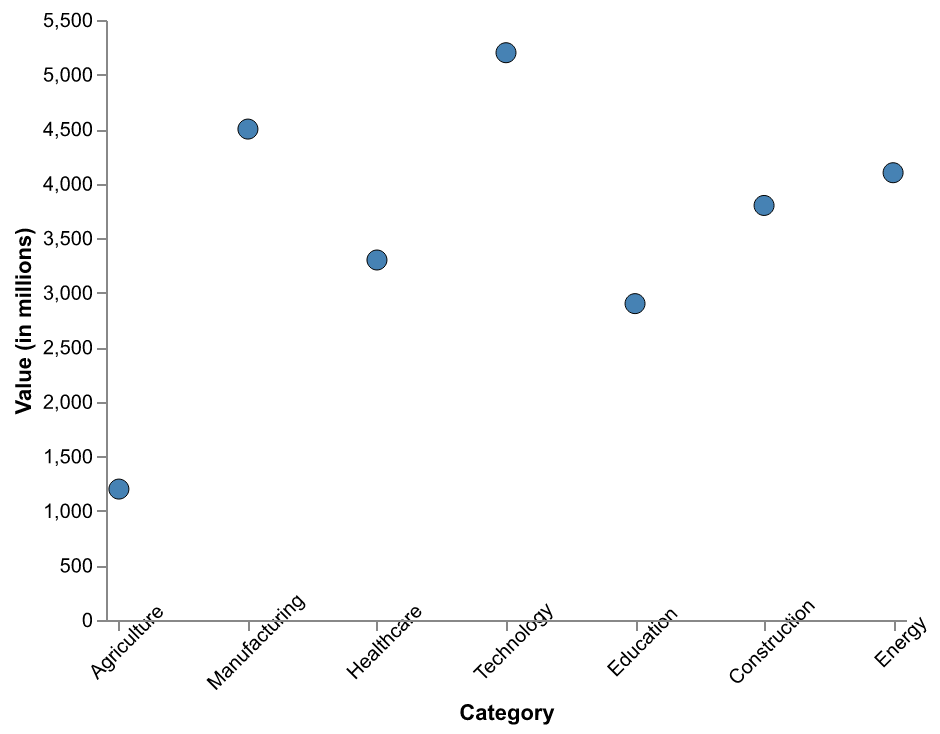 5,500
5,000
4,500
4,000
3,500
3,000
2,500
2,000
1,500
1,000
500
0
Value (in millions)
Agriculture
Manufacturing
Healthcare
Technology
Education
Construction
Energy
Category